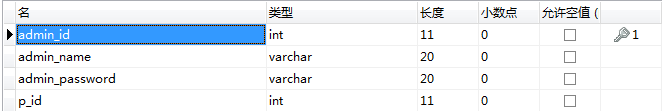 名 类型 长度 小数点 允许空值 (
admin_id int 11 0 1
admin_name varchar 20 0
admin_password varchar 20 0
p_id int 11 0